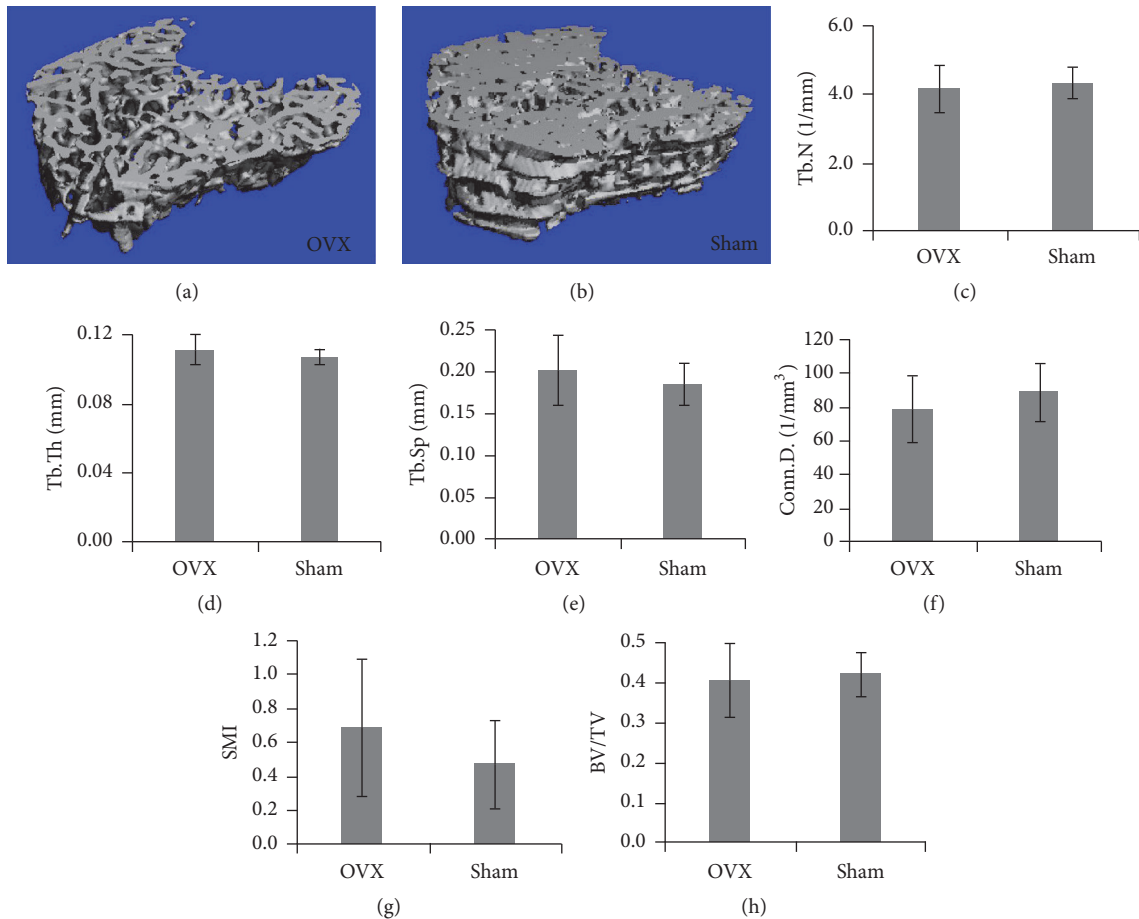 OVX
(a)
Sham
(b)
6.0
4.0
2.0
0.0
Tb.N (1/mm)
OVX Sham
(c)
0.12
0.08
0.04
0.00
Tb.Th (mm)
OVX Sham
(d)
0.25
0.20
0.15
0.10
0.05
0.00
Tb.Sp (mm)
OVX Sham
(e)
120
100
80
60
40
20
0
Conn.D. (1/mm³)
OVX Sham
(f)
1.2
1.0
0.8
0.6
0.4
0.2
0.0
SMI
OVX Sham
(g)
0.5
0.4
0.3
0.2
0.1
0.0
BV/TV
OVX Sham
(h)